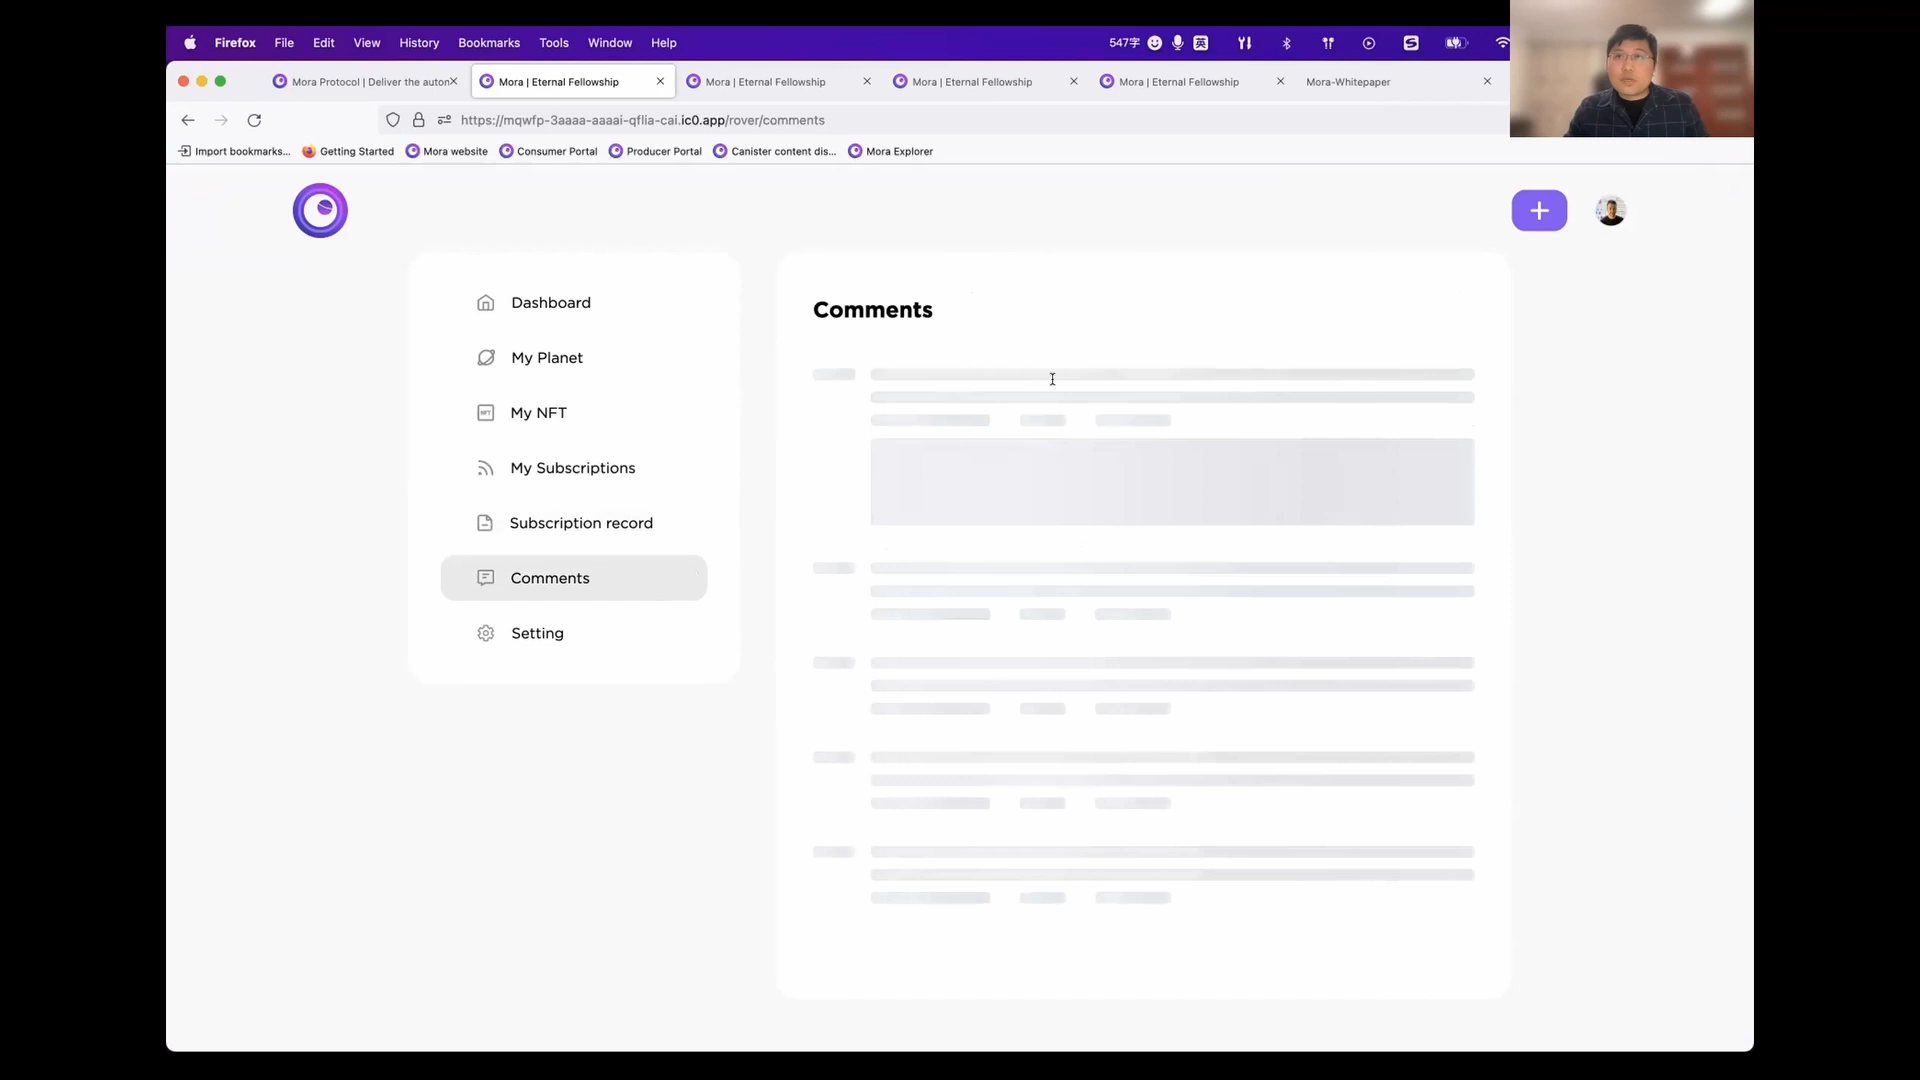 Firefox File Edit View History Bookmarks Tools Window Help 547字 英
Mora Protocol | Deliver the auton Mora | Eternal Fellowship Mora | Eternal Fellowship Mora | Eternal Fellowship Mora | Eternal Fellowship Mora-Whitepaper
https://mqwfp-3aaaa-aaaai-qflia-cai.ic0.app/rover/comments
Import bookmarks... Getting Started Mora website Consumer Portal Producer Portal Canister content dis... Mora Explorer
Dashboard
My Planet
NFT My NFT
My Subscriptions
Subscription record
Comments
Setting
Comments